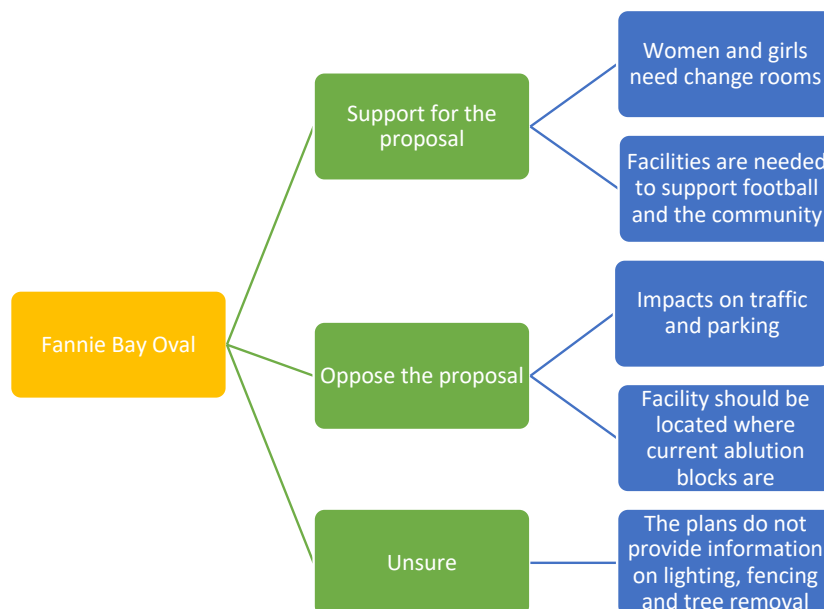 Women and girls
need change rooms
Support for the
proposal
Facilities are needed
to support football
and the community
Fannie Bay Oval
Impacts on traffic
and parking
Oppose the proposal
Facility should be
located where
current ablution
blocks are
Unsure
The plans do not
provide information
on lighting, fencing
and tree removal